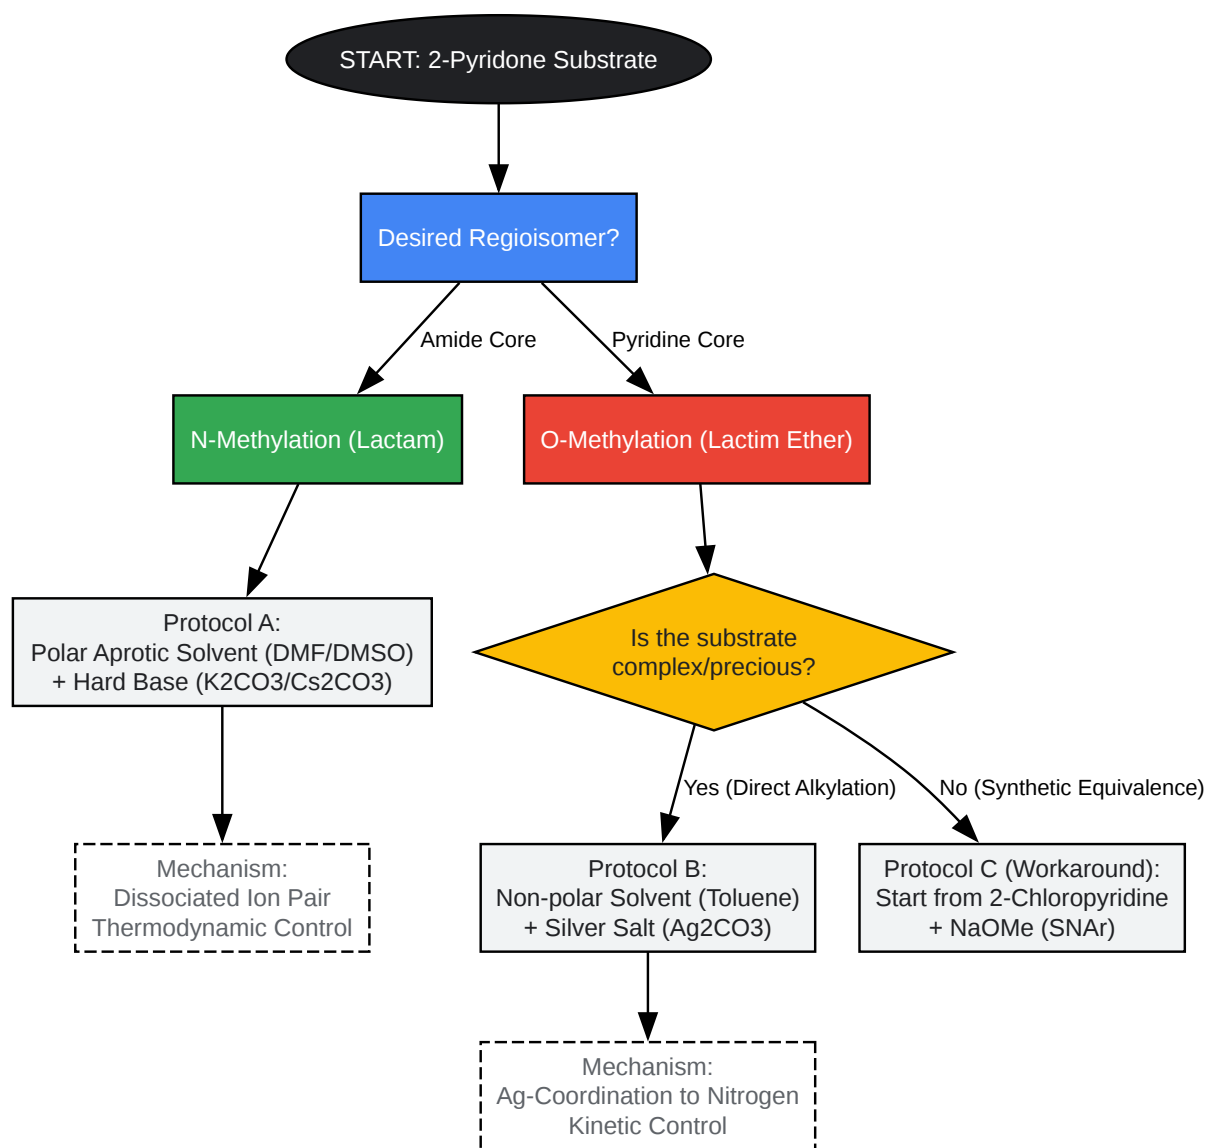 START: 2-Pyridone Substrate
Desired Regioisomer?
Amide Core
Pyridine Core
N-Methylation (Lactam)
O-Methylation (Lactim Ether)
Protocol A:
Polar Aprotic Solvent (DMF/DMSO)
+ Hard Base (K2CO3/Cs2CO3)
Is the substrate
complex/precious?
Yes (Direct Alkylation)
No (Synthetic Equivalence)
Mechanism:
Dissociated Ion Pair
Thermodynamic Control
Protocol B:
Non-polar Solvent (Toluene)
+ Silver Salt (Ag2CO3)
Protocol C (Workaround):
Start from 2-Chloropyridine
+ NaOMe (SNAr)
Mechanism:
Ag-Coordination to Nitrogen
Kinetic Control